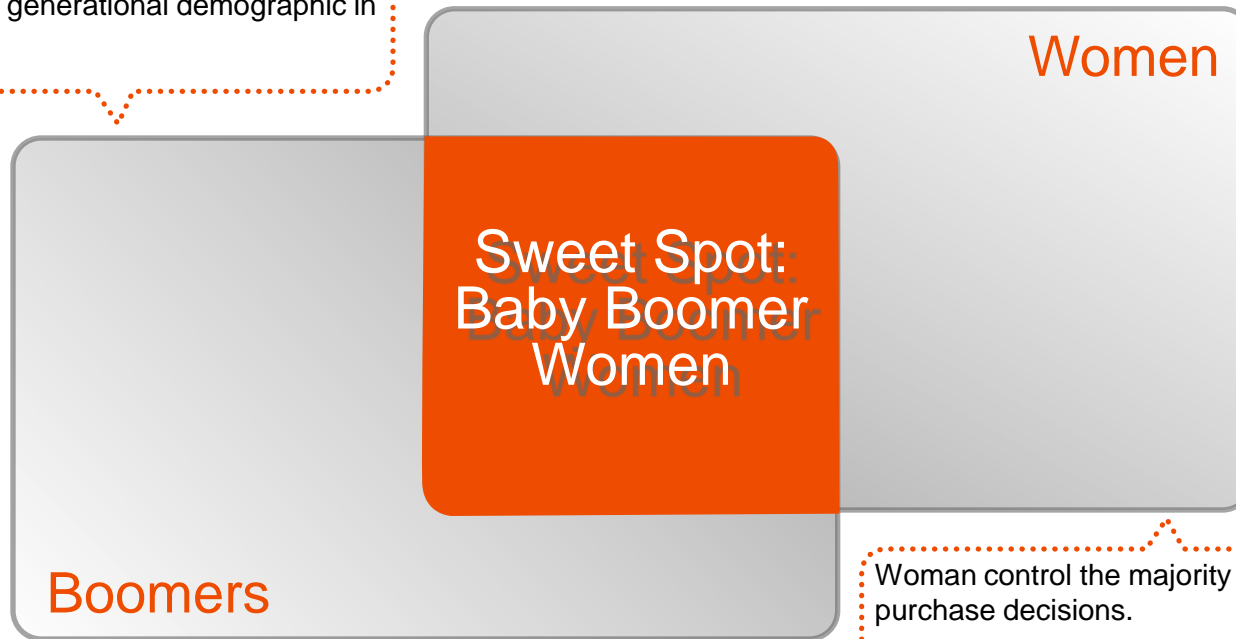 generational demographic in
Women
Sweet Spot:
Baby Boomer
Women
Boomers
Woman control the majority
purchase decisions.